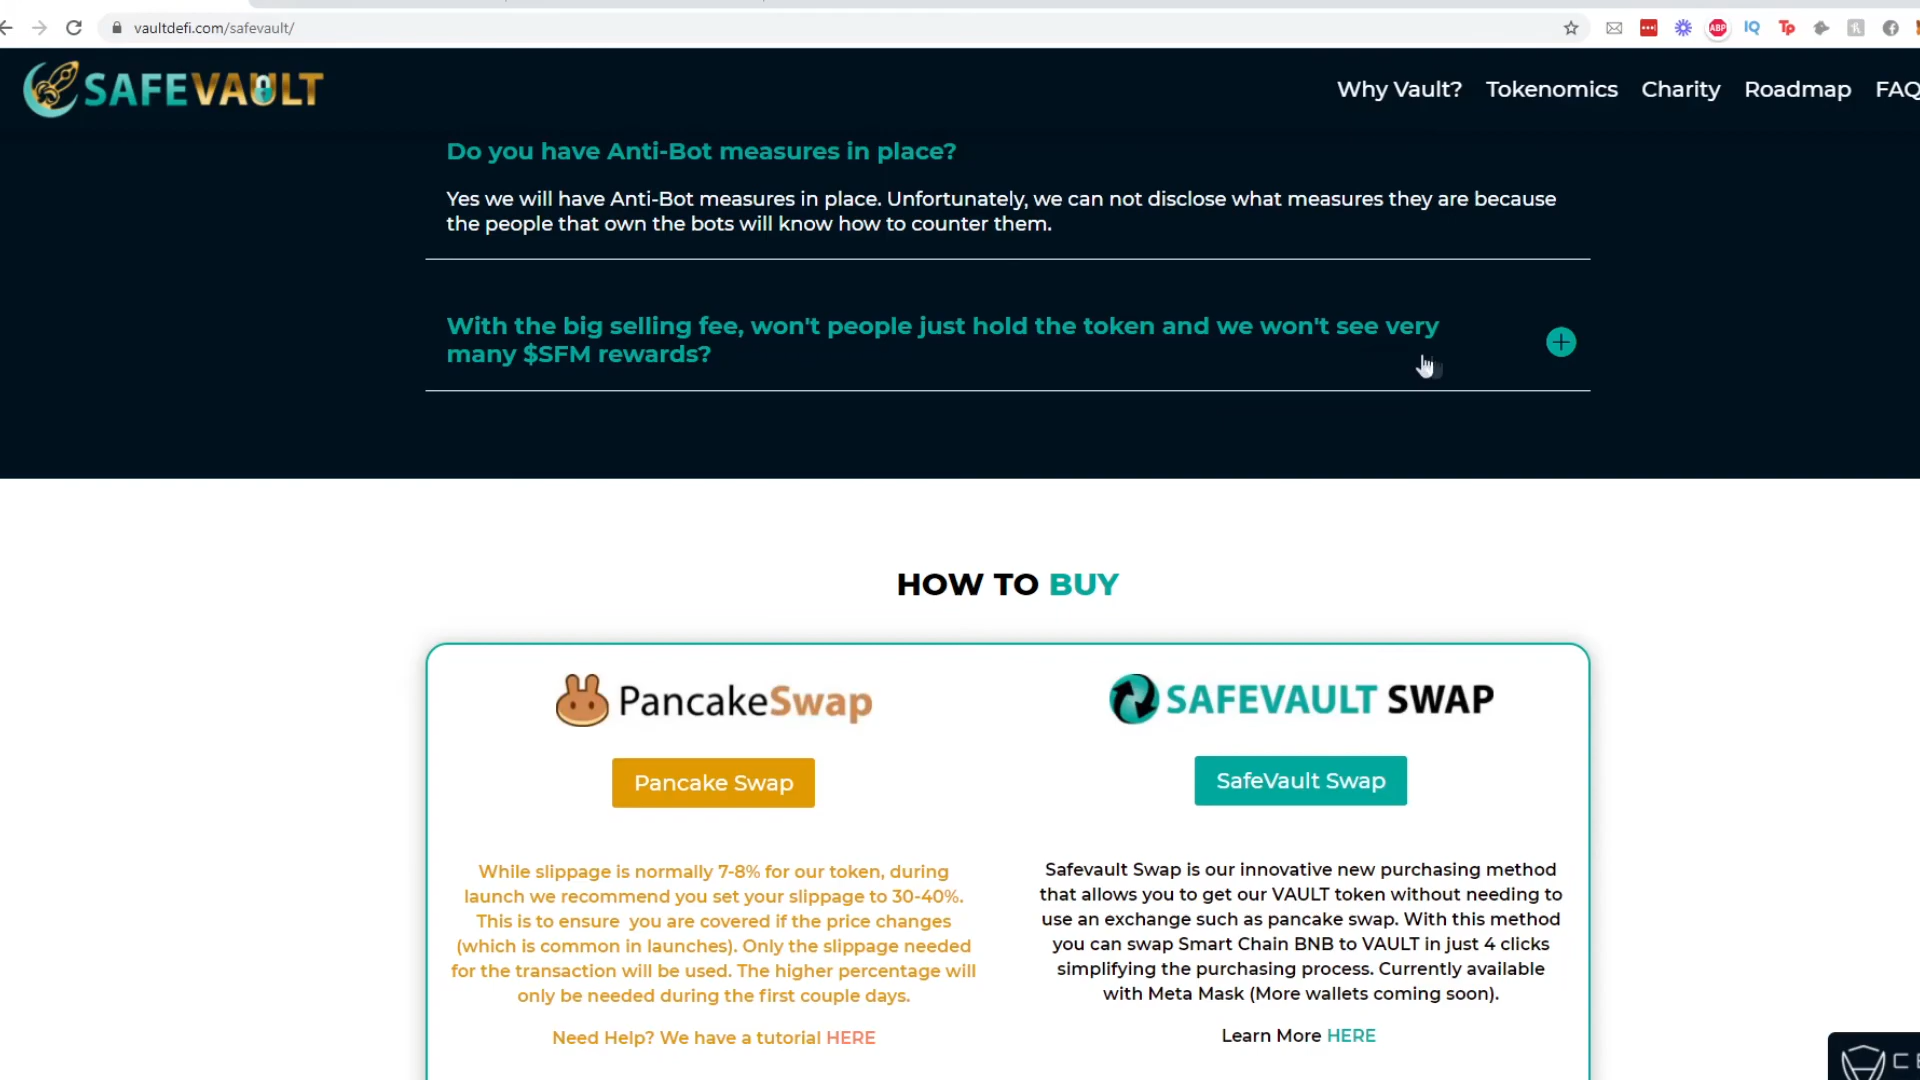 vaultdefi.com/safevault/
ABP
IQ
Tp
SAFEVAULT
Why Vault?
Tokenomics
Charity
Roadmap
FAQ
Do you have Anti-Bot measures in place?
Yes we will have Anti-Bot measures in place. Unfortunately, we can not disclose what measures they are because
the people that own the bots will know how to counter them.
With the big selling fee, won't people just hold the token and we won't see very
many $SFM rewards?
HOW TO BUY
PancakeSwap
Pancake Swap
While slippage is normally 7-8% for our token, during
launch we recommend you set your slippage to 30-40%.
This is to ensure you are covered if the price changes
(which is common in launches). Only the slippage needed
for the transaction will be used. The higher percentage will
only be needed during the first couple days.
Need Help? We have a tutorial HERE
SAFEVAULT SWAP
SafeVault Swap
Safevault Swap is our innovative new purchasing method
that allows you to get our VAULT token without needing to
use an exchange such as pancake swap. With this method
you can swap Smart Chain BNB to VAULT in just 4 clicks
simplifying the purchasing process. Currently available
with Meta Mask (More wallets coming soon).
Learn More HERE